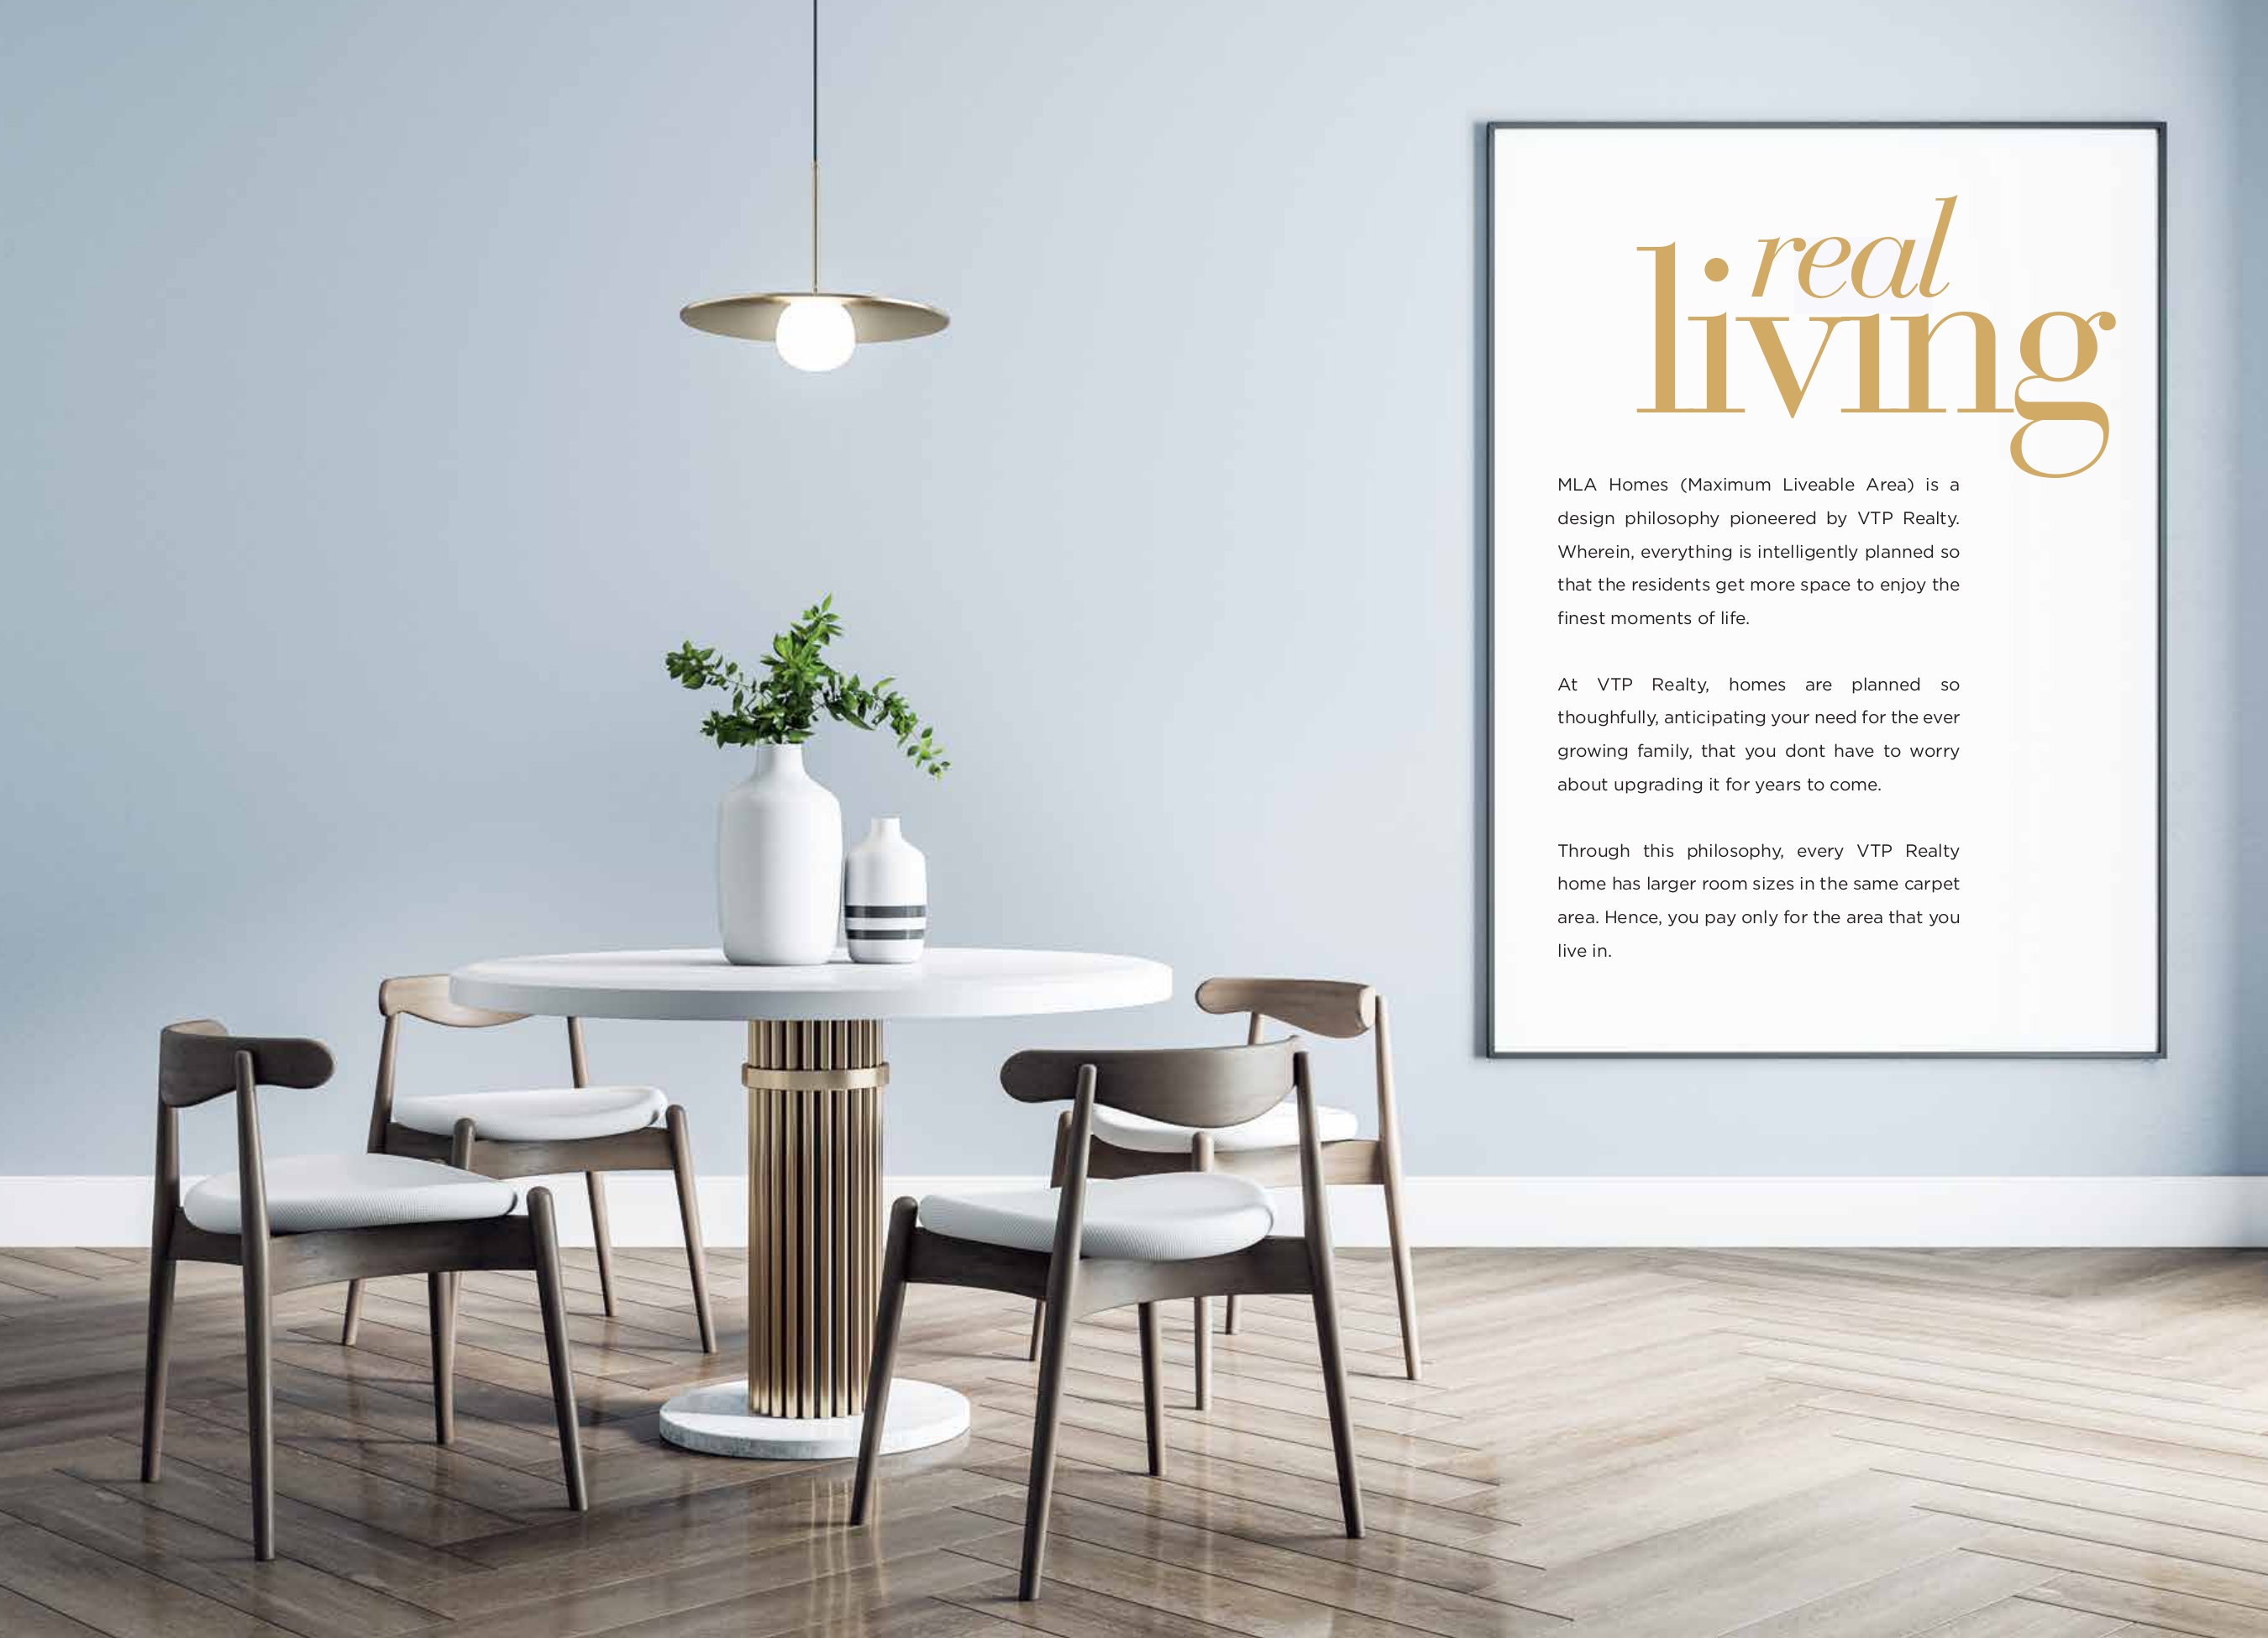 real
living
MLA Homes (Maximum Liveable Area) is a
design philosophy pioneered by VTP Realty.
Wherein, everything is intelligently planned so
that the residents get more space to enjoy the
finest moments of life.
At VTP Realty, homes are planned so
thoughfully, anticipating your need for the ever
growing family, that you dont have to worry
about upgrading it for years to come.
Through this philosophy, every VTP Realty
home has larger room sizes in the same carpet
area. Hence, you pay only for the area that you
live in.